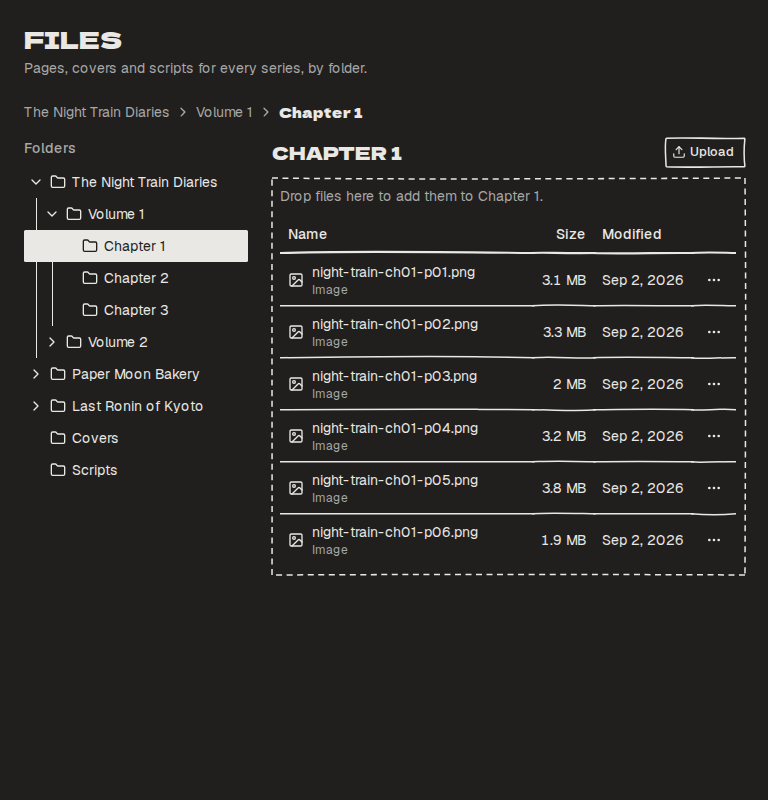 FILES
Pages, covers and scripts for every series, by folder.
The Night Train Diaries > Volume 1 > Chapter 1
Folders
The Night Train Diaries
Volume 1
Chapter 1
Chapter 2
Chapter 3
Volume 2
Paper Moon Bakery
Last Ronin of Kyoto
Covers
Scripts
CHAPTER 1
Upload
Drop files here to add them to Chapter 1.
Name Size Modified
night-train-ch01-p01.png 3.1 MB Sep 2, 2026
Image
night-train-ch01-p02.png 3.3 MB Sep 2, 2026
Image
night-train-ch01-p03.png 2 MB Sep 2, 2026
Image
night-train-ch01-p04.png 3.2 MB Sep 2, 2026
Image
night-train-ch01-p05.png 3.8 MB Sep 2, 2026
Image
night-train-ch01-p06.png 1.9 MB Sep 2, 2026
Image